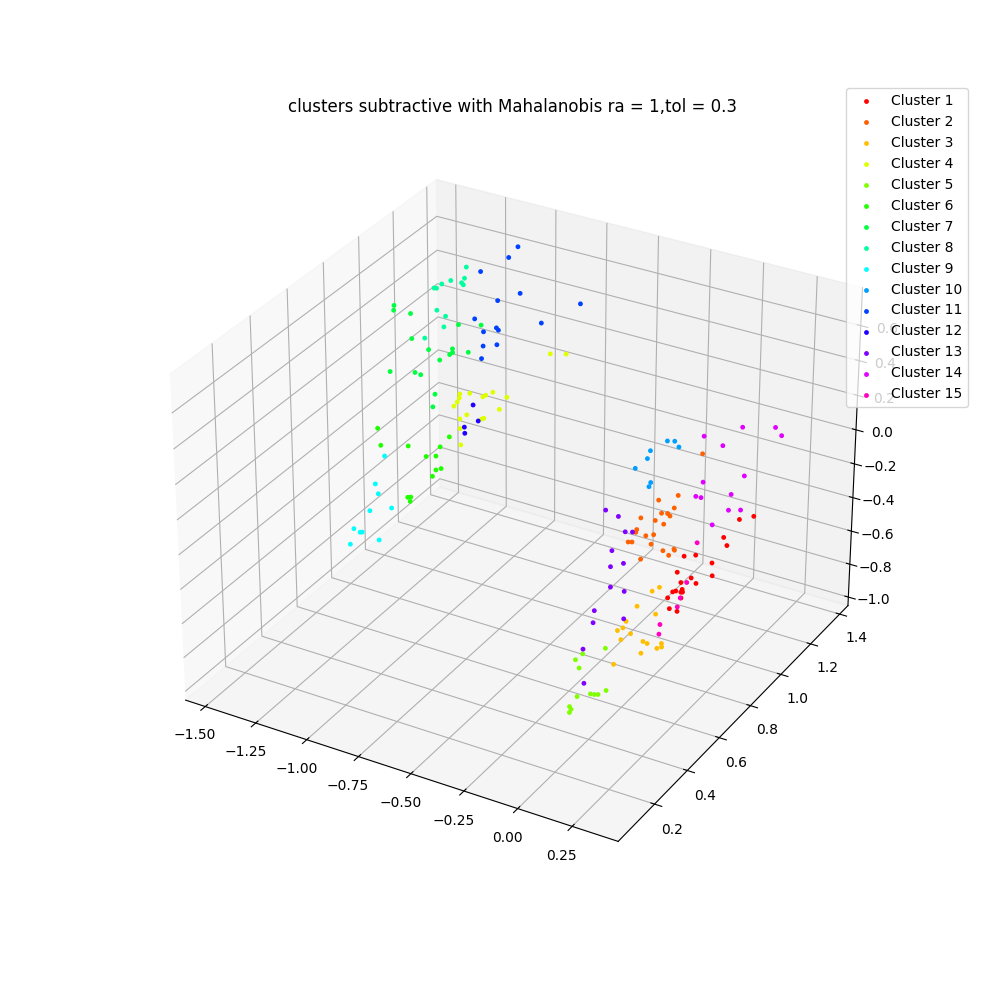 clusters subtractive with Mahalanobis ra = 1,tol = 0.3
Cluster 1
Cluster 2
Cluster 3
Cluster 4
Cluster 5
Cluster 6
Cluster 7
Cluster 8
Cluster 9
Cluster 10
Cluster 11
Cluster 12
Cluster 13
Cluster 14
Cluster 15
0.4
0.2
0.0
−0.2
−0.4
−0.6
−0.8
−1.0
1.4
1.2
1.0
0.8
0.6
0.4
0.2
−1.50
−1.25
−1.00
−0.75
−0.50
−0.25
0.00
0.25